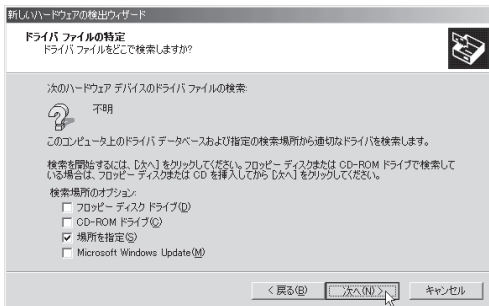 新しいハードウェアの検出ウィザード
ドライバ ファイルの特定
ドライバ ファイルをどこで検索しますか?
次のハードウェア デバイスのドライバ ファイルの検索:
不明
このコンピュータ上のドライバ データベースおよび指定の検索場所から適切なドライバを検索します。
検索を開始するには、[次へ] をクリックしてください。フロッピー ディスクまたは CD-ROM ドライブで検索して
いる場合は、フロッピー ディスクまたは CD を挿入してから [次へ] をクリックしてください。
検索場所のオプション:
フロッピー ディスク ドライブ(D)
CD-ROM ドライブ(C)
場所を指定(S)
Microsoft Windows Update(M)
< 戻る(B) 次へ(N) > キャンセル